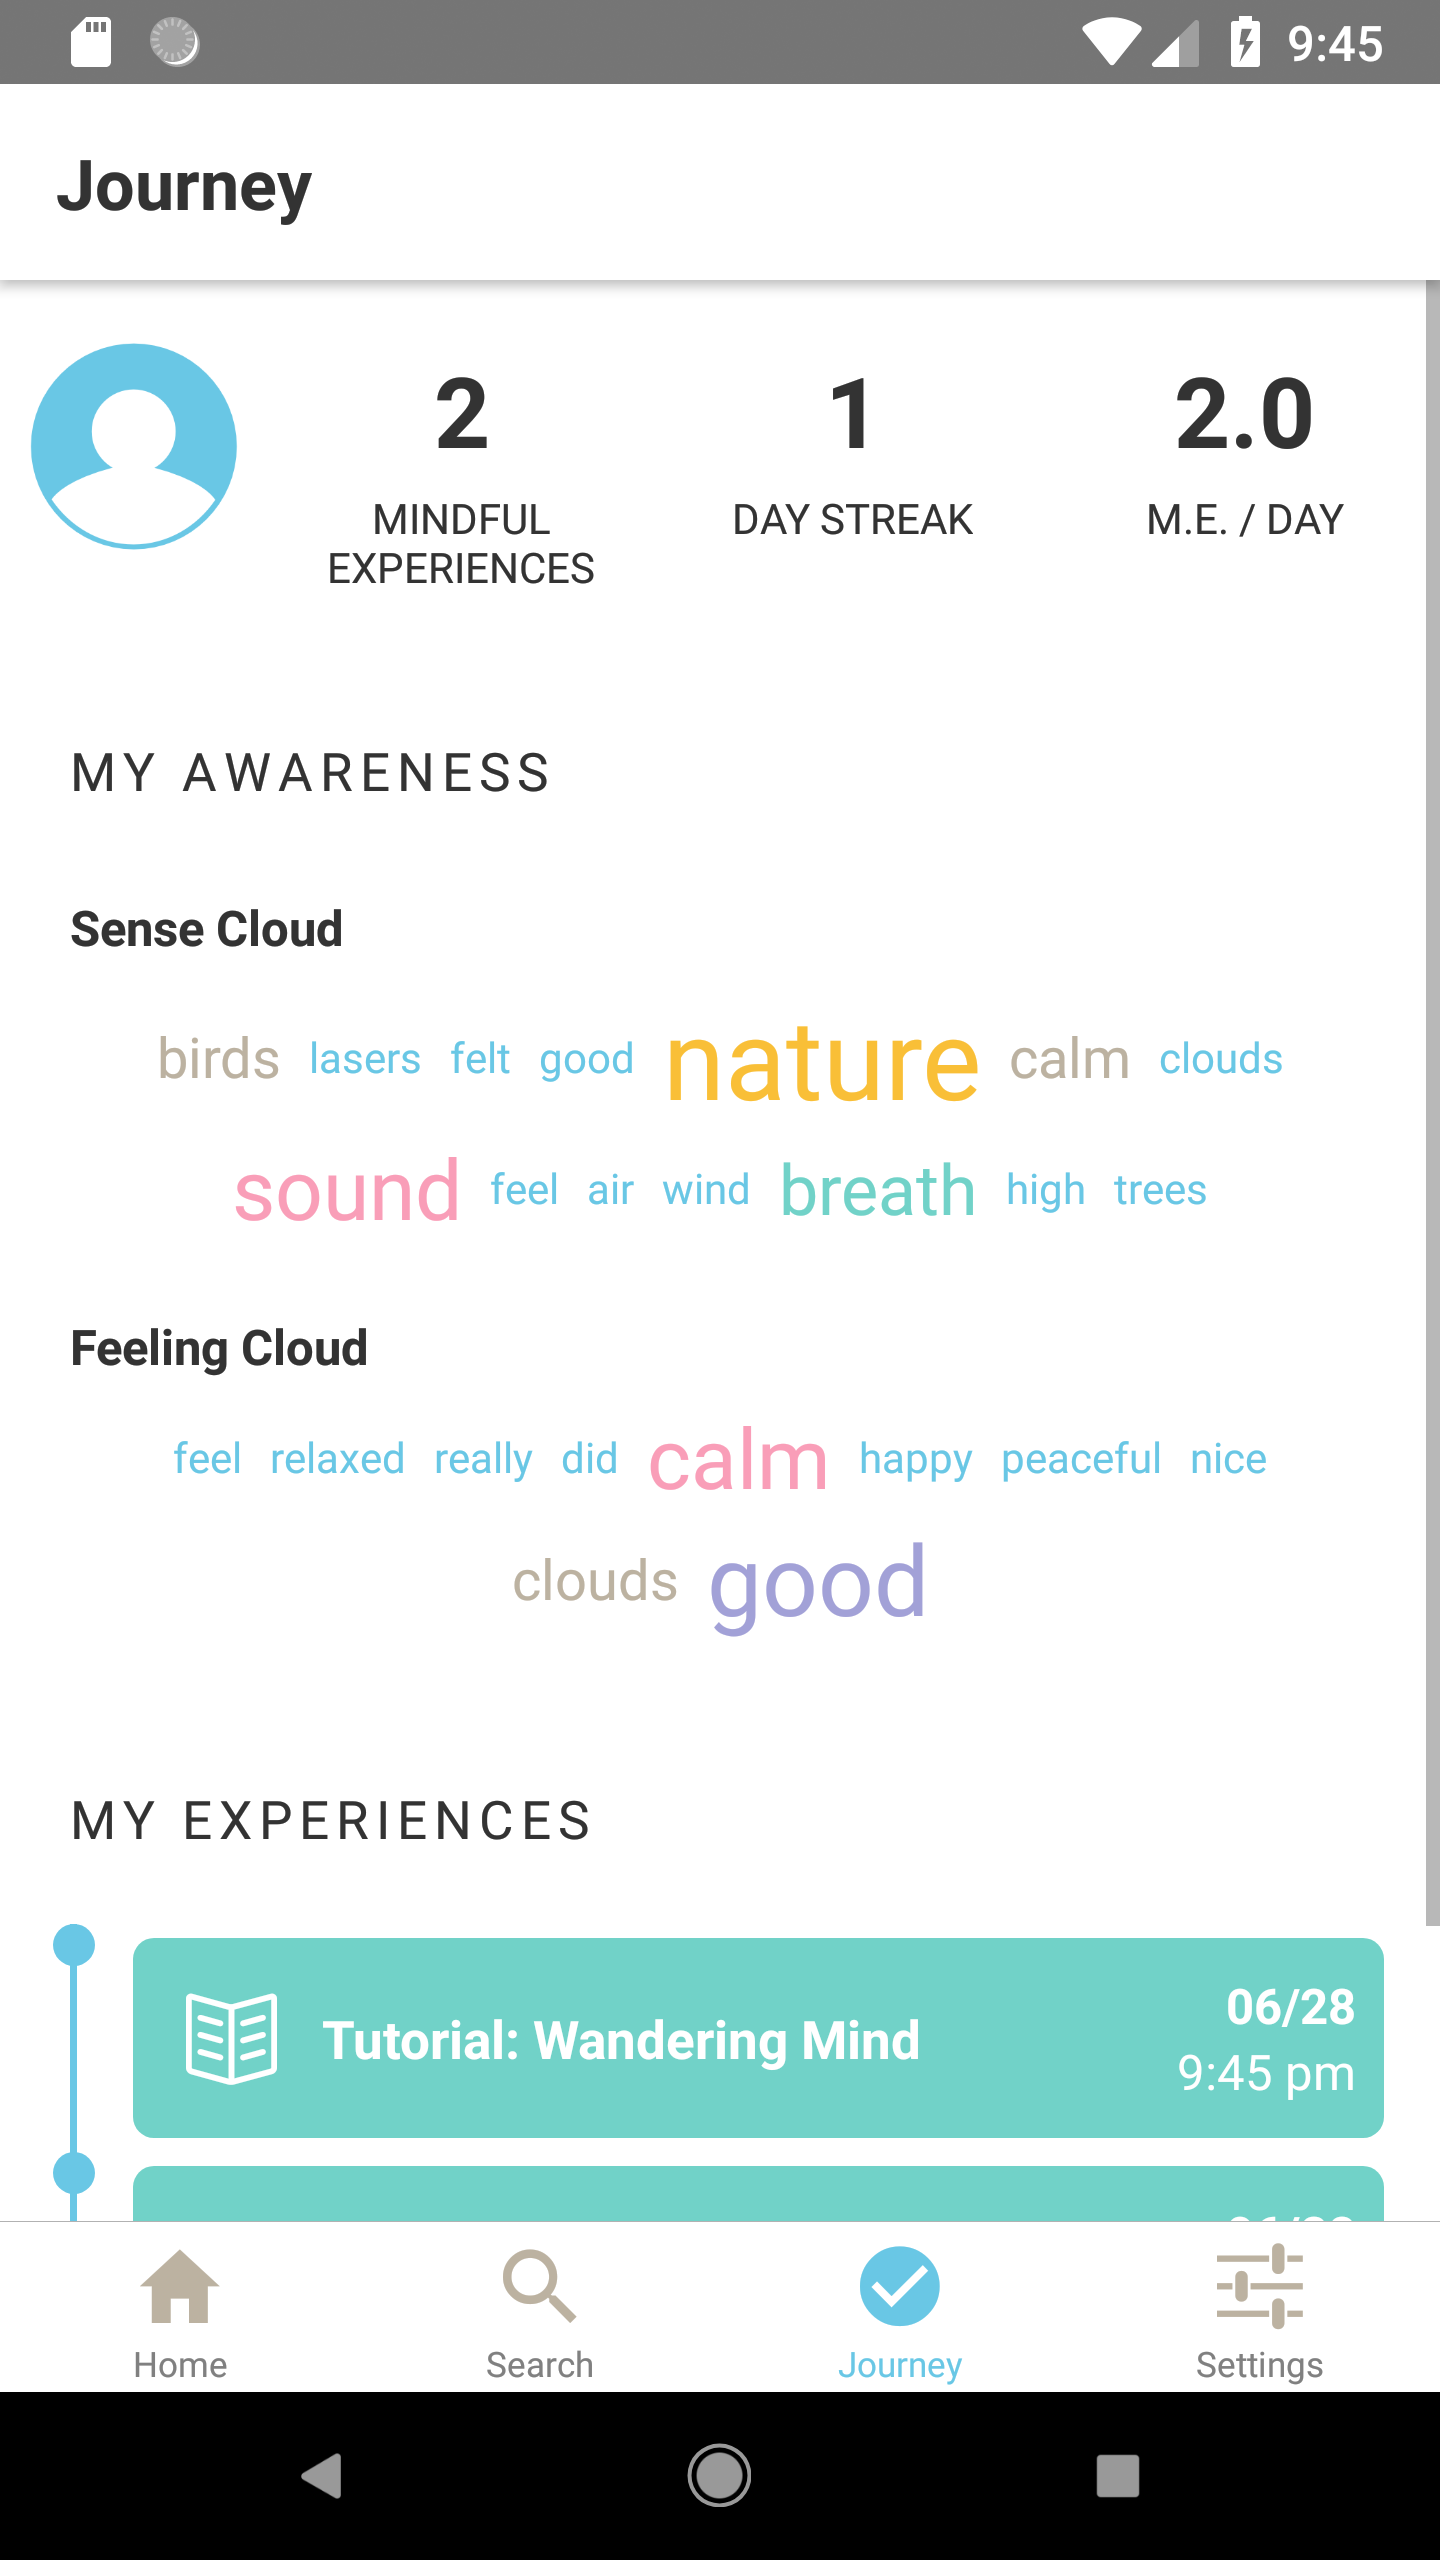 9:45
Journey
2 1 2.0
MINDFUL DAY STREAK M.E. / DAY
EXPERIENCES
MY AWARENESS
Sense Cloud
birds lasers felt good nature calm clouds
sound feel air wind breath high trees
Feeling Cloud
feel relaxed really did calm happy peaceful nice
clouds good
MY EXPERIENCES
06/28
Tutorial: Wandering Mind
9:45 pm
Home Search Journey Settings